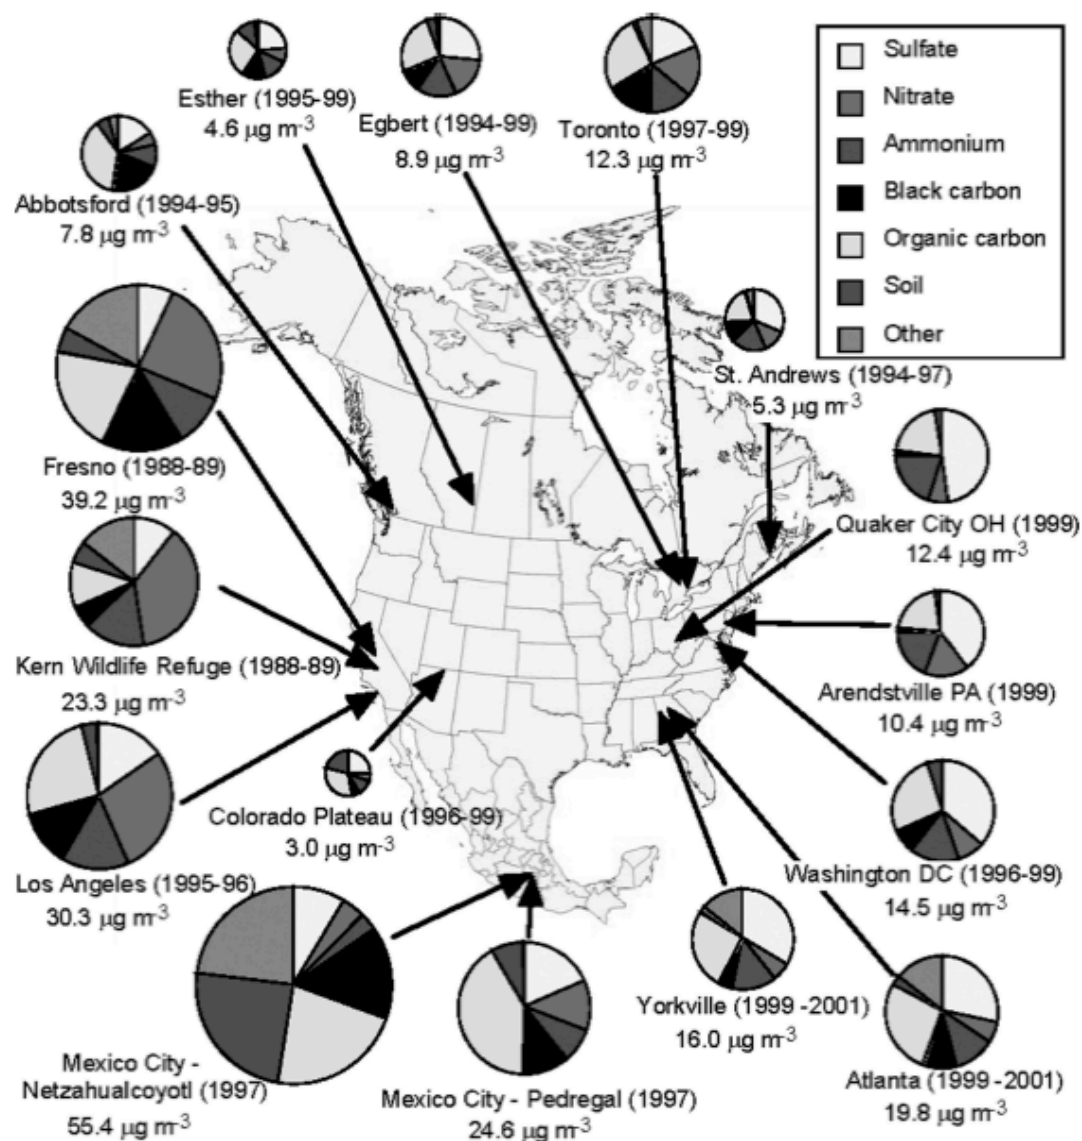 Esther (1995-99)
4.6 μg m-3
Egbert (1994-99)
8.9 μg m-3
Toronto (1997-99)
12.3 μg m-3
Sulfate
Nitrate
Ammonium
Black carbon
Organic carbon
Soil
Other
Abbotsford (1994-95)
7.8 μg m-3
St. Andrews (1994-97)
5.3 μg m-3
Fresno (1988-89)
39.2 μg m-3
Quaker City OH (1999)
12.4 μg m-3
Kern Wildlife Refuge (1988-89)
23.3 μg m-3
Arendstville PA (1999)
10.4 μg m-3
Colorado Plateau (1996-99)
3.0 μg m-3
Los Angeles (1995-96)
30.3 μg m-3
Washington DC (1996-99)
14.5 μg m-3
Yorkville (1999 -2001)
16.0 μg m-3
Mexico City -
Netzahualcoyotl (1997)
55.4 μg m-3
Mexico City - Pedregal (1997)
24.6 μg m-3
Atlanta (1999 -2001)
19.8 μg m-3